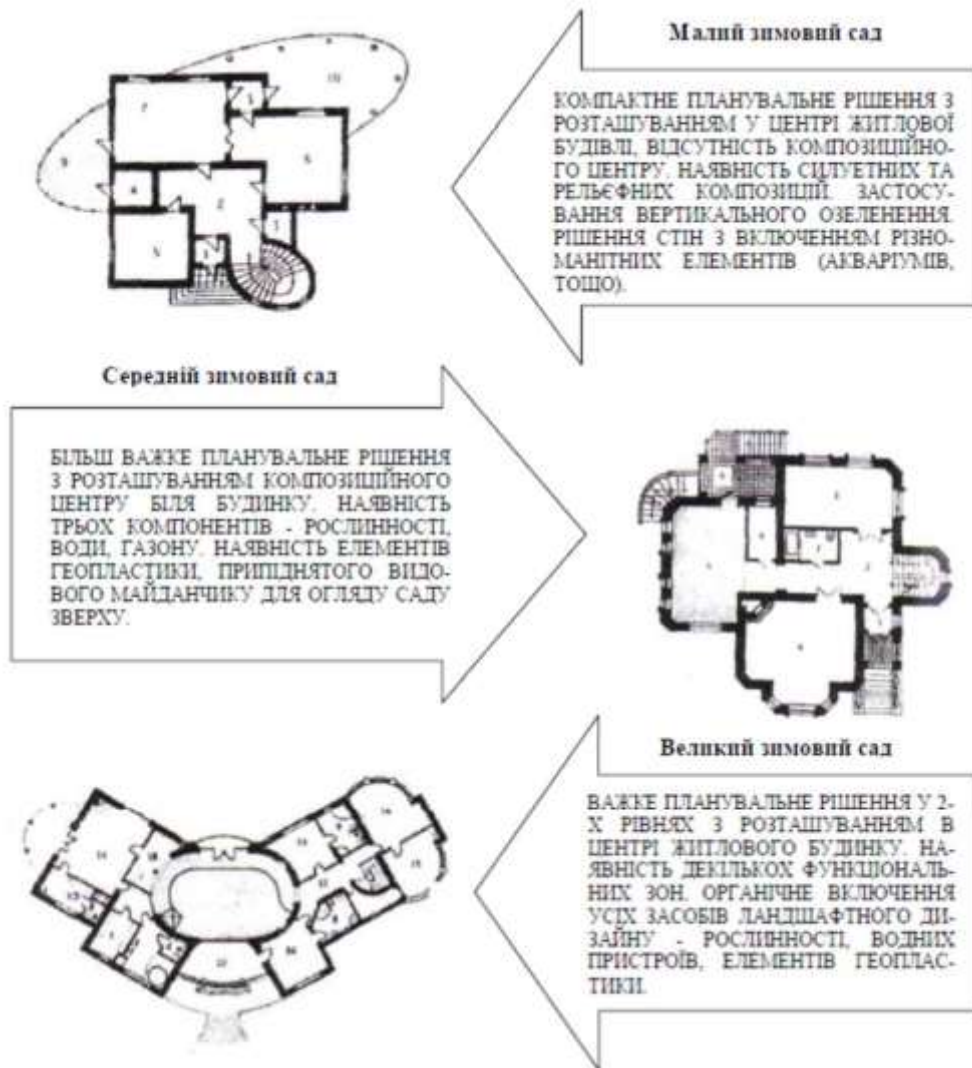 Малий зимовий сад
КОМПАКТНЕ ПЛАНУВАЛЬНЕ РІШЕННЯ З
РОЗТАШУВАННЯМ У ЦЕНТРІ ЖИТЛОВОЇ
БУДІВЛІ, ВІДСУТНІСТЬ КОМПОЗИЦІЙНО-
ГО ЦЕНТРУ. НАЯВНІСТЬ СИЛУЕТНИХ ТА
РЕЛЬЄФНИХ КОМПОЗИЦІЙ. ЗАСТОСУ-
ВАННЯ ВЕРТИКАЛЬНОГО ОЗЕЛЕНЕННЯ.
РІШЕННЯ СТІН З ВКЛЮЧЕННЯМ РІЗНО-
МАНІТНИХ ЕЛЕМЕНТІВ (АКВАРІУМІВ,
ТОЩО).
Середній зимовий сад
БІЛЬШ ВАЖКЕ ПЛАНУВАЛЬНЕ РІШЕННЯ
З РОЗТАШУВАННЯМ КОМПОЗИЦІЙНОГО
ЦЕНТРУ БІЛЯ БУДИНКУ. НАЯВНІСТЬ
ТРЬОХ КОМПОНЕНТІВ - РОСЛИННОСТІ,
ВОДИ, ГАЗОНУ. НАЯВНІСТЬ ЕЛЕМЕНТІВ
ГЕОПЛАСТИКИ, ПРИПІДНЯТОГО ВИДО-
ВОГО МАЙДАНЧИКУ ДЛЯ ОГЛЯДУ САДУ
ЗВЕРХУ.
Великий зимовий сад
ВАЖКЕ ПЛАНУВАЛЬНЕ РІШЕННЯ У 2-
Х РІВНЯХ З РОЗТАШУВАННЯМ В
ЦЕНТРІ ЖИТЛОВОГО БУДИНКУ. НА-
ЯВНІСТЬ ДЕКІЛЬКОХ ФУНКЦІОНАЛЬ-
НИХ ЗОН. ОРГАНІЧНЕ ВКЛЮЧЕННЯ
УСІХ ЗАСОБІВ ЛАНДШАФТНОГО ДИ-
ЗАЙНУ - РОСЛИННОСТІ, ВОДНИХ
ПРИСТРОЇВ, ЕЛЕМЕНТІВ ГЕОПЛАС-
ТИКИ.